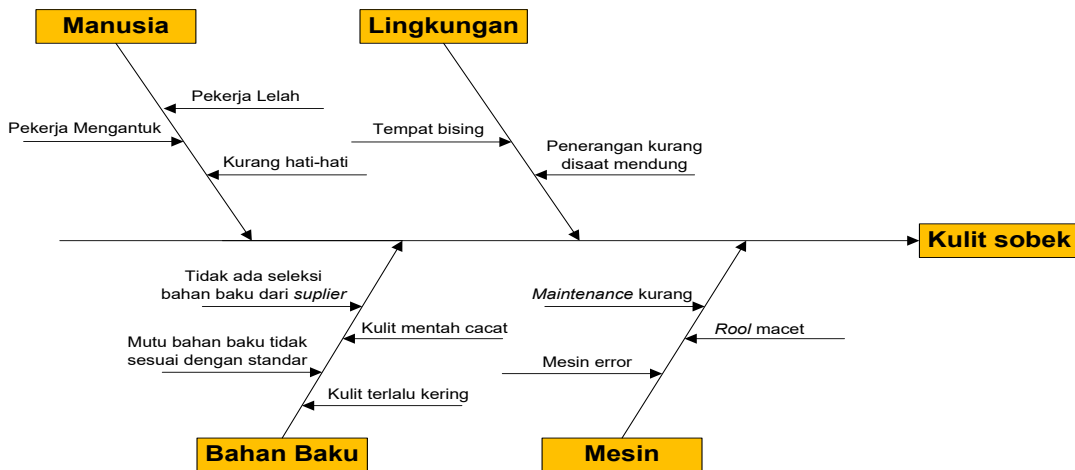 Manusia
Lingkungan
Pekerja Lelah
Pekerja Mengantuk
Kurang hati-hati
Tempat bising
Penerangan kurang
disaat mendung
Kulit sobek
Tidak ada seleksi
bahan baku dari suplier
Kulit mentah cacat
Mutu bahan baku tidak
sesuai dengan standar
Kulit terlalu kering
Maintenance kurang
Rool macet
Mesin error
Bahan Baku
Mesin